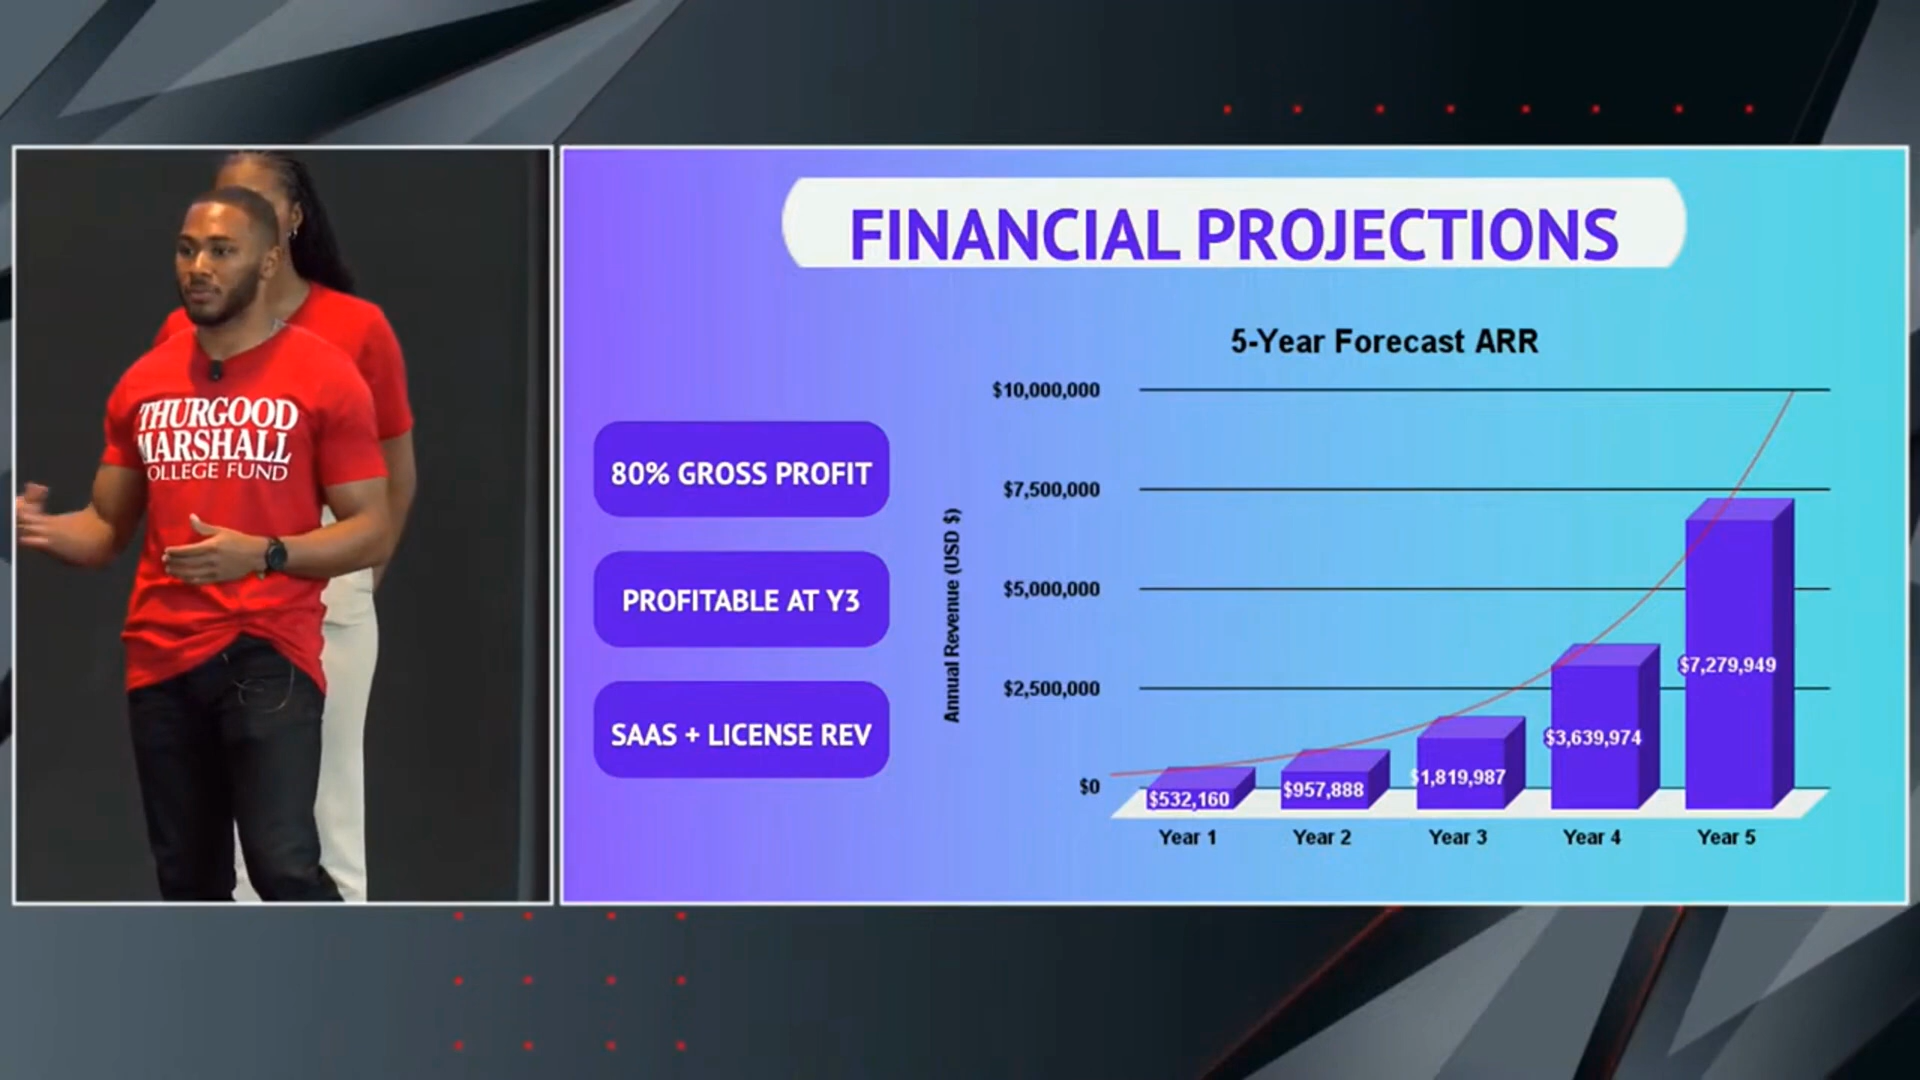 THURGOOD
MARSHALL
COLLEGE FUND
FINANCIAL PROJECTIONS
80% GROSS PROFIT
PROFITABLE AT Y3
SAAS + LICENSE REV
5-Year Forecast ARR
Annual Revenue (USD $)
$10,000,000
$7,500,000
$5,000,000
$2,500,000
$0
$532,160
$957,888
$1,819,987
$3,639,974
$7,279,949
Year 1
Year 2
Year 3
Year 4
Year 5